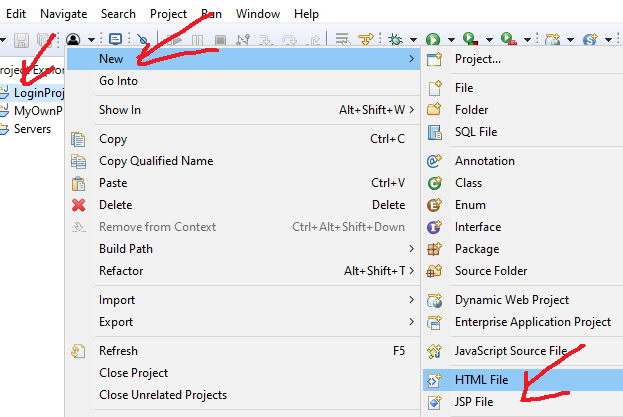 Edit Navigate Search Project Run Window Help
Project Explor
LoginProj
MyOwnP
Servers
New
Go Into
Show In Alt+Shift+W
Copy Ctrl+C
Copy Qualified Name
Paste Ctrl+V
Delete Delete
Remove from Context Ctrl+Alt+Shift+Down
Build Path
Refactor Alt+Shift+T
Import
Export
Refresh F5
Close Project
Close Unrelated Projects
Project...
File
Folder
SQL File
Annotation
Class
Enum
Interface
Package
Source Folder
Dynamic Web Project
Enterprise Application Project
JavaScript Source File
HTML File
JSP File